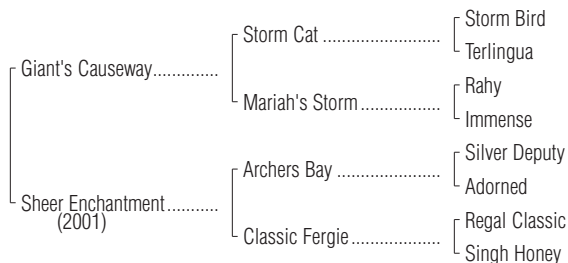 Storm Bird
Storm Cat ........................
Terlingua
Giant's Causeway.............
Rahy
Mariah's Storm .................
Immense
Silver Deputy
Archers Bay .....................
Adorned
Sheer Enchantment ..........
(2001)
Regal Classic
Classic Fergie..................
Singh Honey